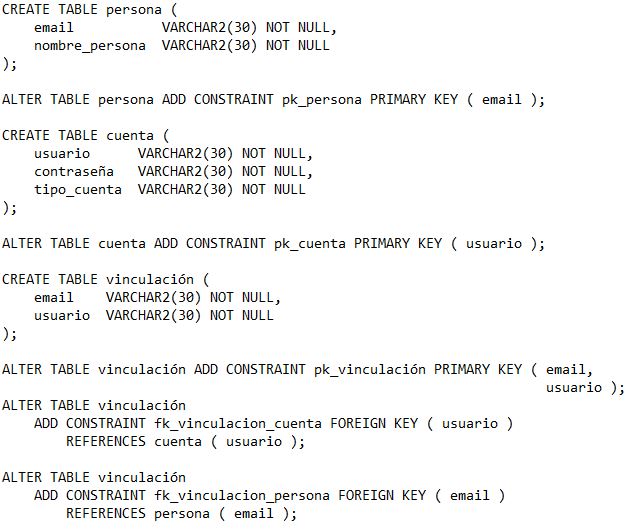 CREATE TABLE persona (
    email           VARCHAR2(30) NOT NULL,
    nombre_persona  VARCHAR2(30) NOT NULL
);
ALTER TABLE persona ADD CONSTRAINT pk_persona PRIMARY KEY ( email );
CREATE TABLE cuenta (
    usuario      VARCHAR2(30) NOT NULL,
    contraseña   VARCHAR2(30) NOT NULL,
    tipo_cuenta  VARCHAR2(30) NOT NULL
);
ALTER TABLE cuenta ADD CONSTRAINT pk_cuenta PRIMARY KEY ( usuario );
CREATE TABLE vinculación (
    email    VARCHAR2(30) NOT NULL,
    usuario  VARCHAR2(30) NOT NULL
);
ALTER TABLE vinculación ADD CONSTRAINT pk_vinculación PRIMARY KEY ( email,
                                                                    usuario );
ALTER TABLE vinculación
    ADD CONSTRAINT fk_vinculacion_cuenta FOREIGN KEY ( usuario )
        REFERENCES cuenta ( usuario );
ALTER TABLE vinculación
    ADD CONSTRAINT fk_vinculacion_persona FOREIGN KEY ( email )
        REFERENCES persona ( email );